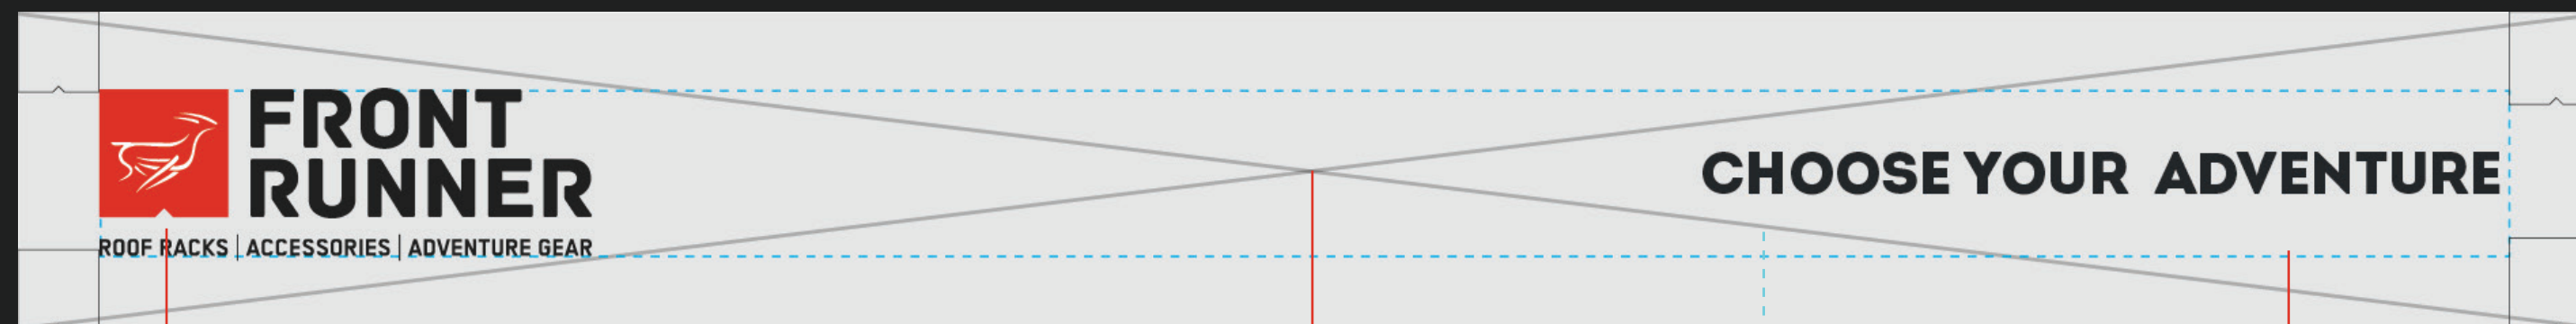 FRONT
RUNNER
ROOF RACKS | ACCESSORIES | ADVENTURE GEAR
CHOOSE YOUR ADVENTURE